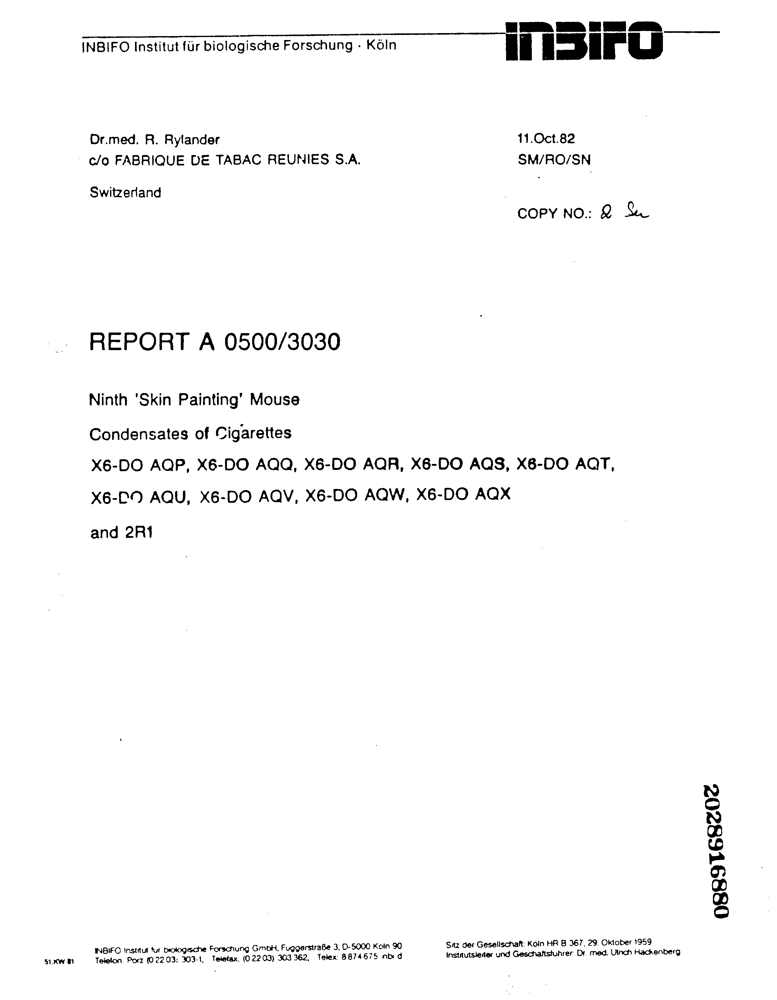 INBIFO Institut für biologische Forschung · Köln
INBIFO
Dr.med. R. Rylander
c/o FABRIQUE DE TABAC REUNIES S.A.
Switzerland
11.Oct.82
SM/RO/SN
COPY NO.: 2
REPORT A 0500/3030
Ninth 'Skin Painting' Mouse
Condensates of Cigarettes
X6-DO AQP, X6-DO AQQ, X6-DO AQR, X6-DO AQS, X6-DO AQT,
X6-DO AQU, X6-DO AQV, X6-DO AQW, X6-DO AQX
and 2R1
2028916880
51.KW 81
INBIFO Institut für biologische Forschung GmbH, Fuggerstraße 3, D-5000 Köln 90
Telefon: Porz (0 22 03) 303-1, Telefax: (0 22 03) 303 362, Telex: 8 874 675 inbi d
Sitz der Gesellschaft: Köln HR B 367, 29. Oktober 1959
Institutsleiter und Geschäftsführer: Dr. med. Ulrich Hackenberg